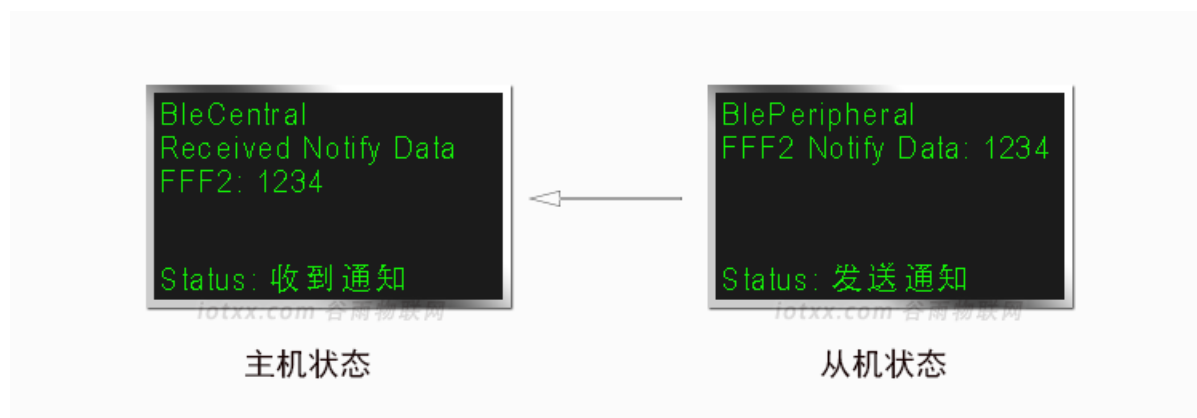 BleCentral
Received Notify Data
FFF2: 1234
Status: 收到通知
iotxx.com 谷雨物联网
主机状态
BlePeripheral
FFF2 Notify Data: 1234
Status: 发送通知
iotxx.com 谷雨物联网
从机状态